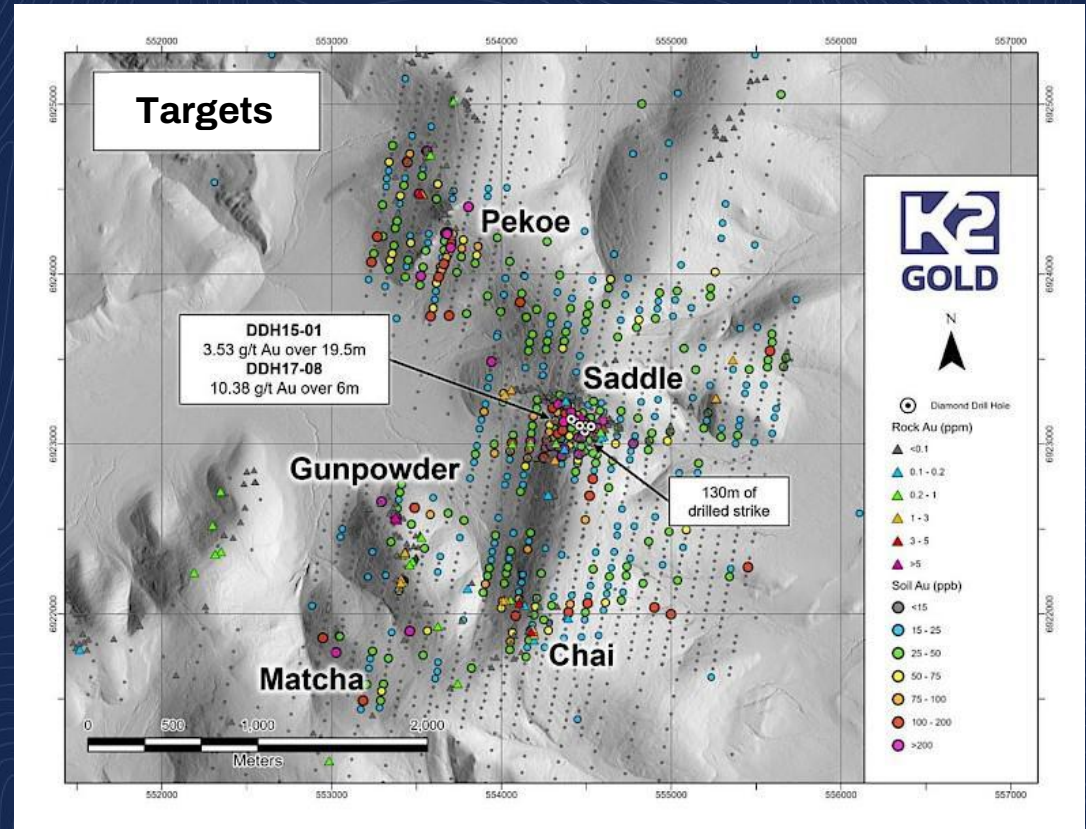 552000 553000 554000 555000 556000 557000
Targets
6925000
6925000
K2
GOLD
Pekoe
6924000
6924000
N
DDH15-01
3.53 g/t Au over 19.5m
DDH17-08
10.38 g/t Au over 6m
Saddle
Diamond Drill Hole
Rock Au (ppm)
<0.1
0.1 - 0.2
0.2 - 1
1 - 3
3 - 5
>5
6923000
6923000
Gunpowder
130m of
drilled strike
Soil Au (ppb)
<15
15 - 25
25 - 50
50 - 75
75 - 100
100 - 200
>200
6922000
6922000
Chai
Matcha
0 500 1,000 2,000
Meters
552000 553000 554000 555000 556000 557000